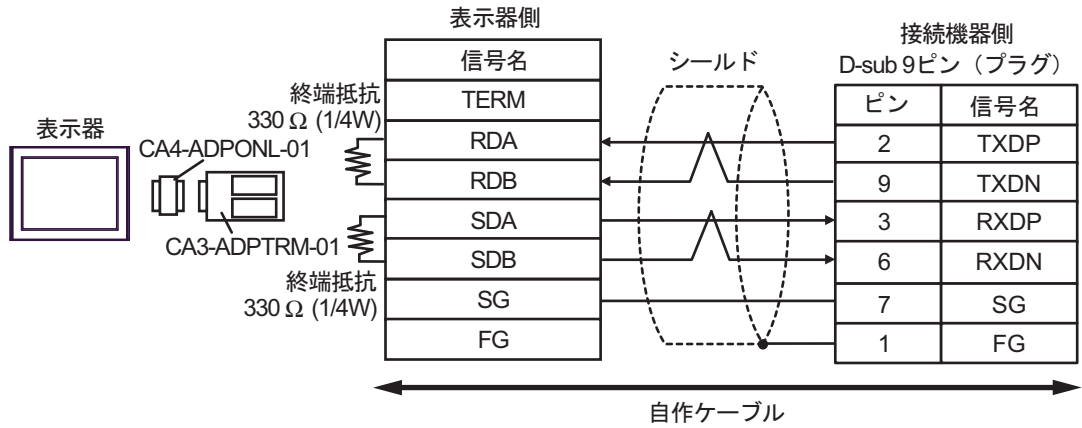 表示器側
接続機器側
D-sub 9ピン（プラグ）
シールド
信号名
TERM
RDA
RDB
SDA
SDB
SG
FG
終端抵抗
330 Ω (1/4W)
終端抵抗
330 Ω (1/4W)
表示器
CA4-ADPONL-01
CA3-ADPTRM-01
ピン 信号名
2 TXDP
9 TXDN
3 RXDP
6 RXDN
7 SG
1 FG
自作ケーブル